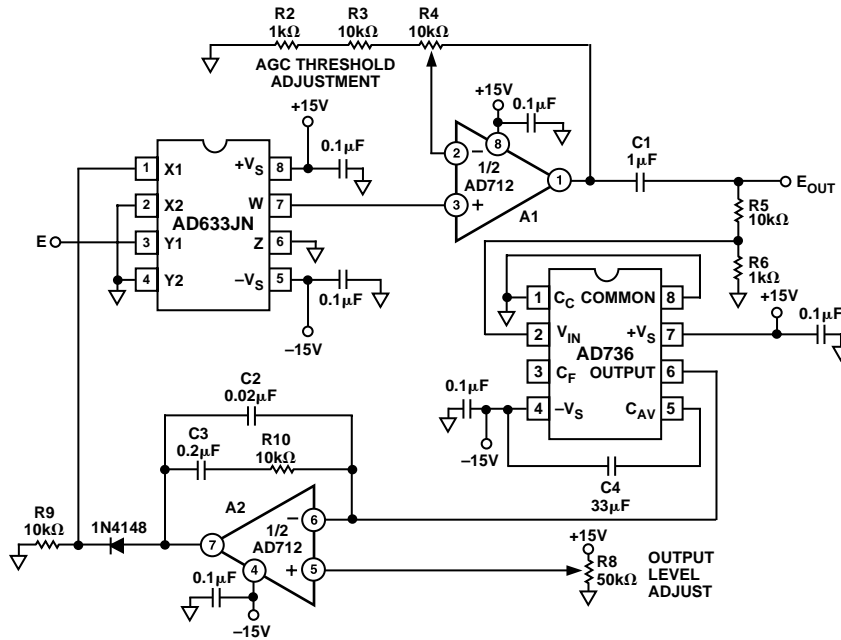 R2
1kΩ
R3
10kΩ
R4
10kΩ
AGC THRESHOLD
ADJUSTMENT
+15V
0.1μF
1 X1
+VS 8
2 X2
W 7
AD633JN
E
3 Y1
Z 6
4 Y2
–VS 5
0.1μF
–15V
+15V
0.1μF
8
2 –
1/2
AD712
1
3 +
A1
C1
1μF
EOUT
R5
10kΩ
R6
1kΩ
1 CC
COMMON 8
2 VIN
+VS 7
AD736
3 CF
OUTPUT 6
4 –VS
CAV 5
+15V
0.1μF
0.1μF
–15V
C4
33μF
C2
0.02μF
C3
0.2μF
R10
10kΩ
A2
R9
10kΩ
1N4148
7
1/2
AD712
– 6
+ 5
4
0.1μF
–15V
+15V
R8
50kΩ
OUTPUT
LEVEL
ADJUST